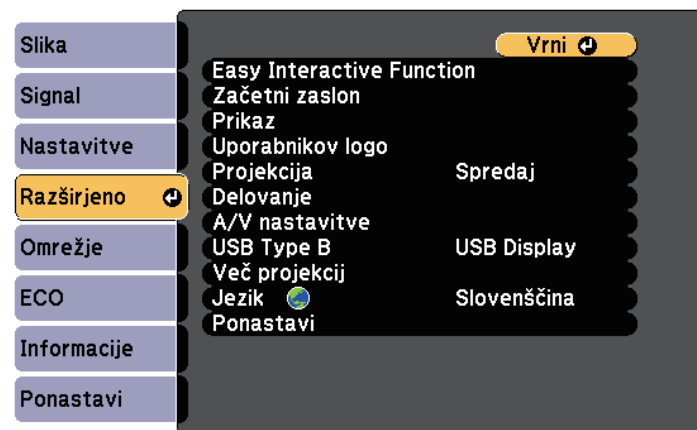 Slika
Signal
Nastavitve
Razširjeno
Omrežje
ECO
Informacije
Ponastavi
Vrni
Easy Interactive Function
Začetni zaslon
Prikaz
Uporabnikov logo
Projekcija Spredaj
Delovanje
A/V nastavitve
USB Type B USB Display
Več projekcij
Jezik Slovenščina
Ponastavi